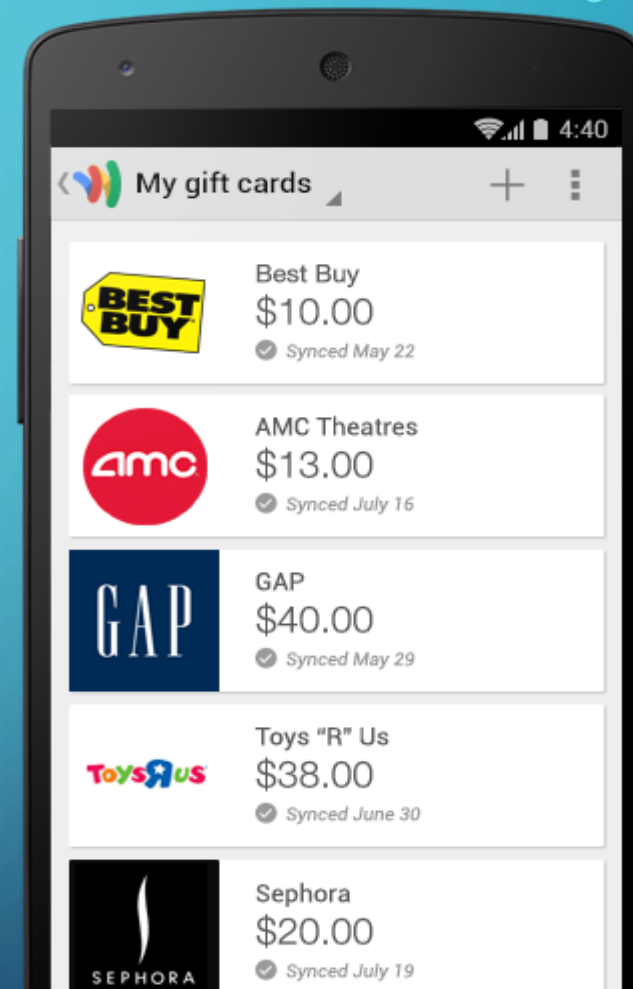 4:40
My gift cards
BEST
BUY
Best Buy
$10.00
Synced May 22
amc
AMC Theatres
$13.00
Synced July 16
GAP
GAP
$40.00
Synced May 29
ToysЯus
Toys “R” Us
$38.00
Synced June 30
SEPHORA
Sephora
$20.00
Synced July 19